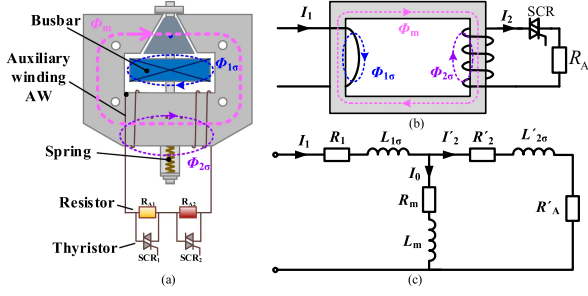 Φm
Busbar
Φ1σ
Auxiliary
winding
AW
Spring
Φ2σ
Resistor
RA1
RA2
Thyristor
SCR1
SCR2
(a)
I1
I2
SCR
Φm
Φ1σ
Φ2σ
RA
(b)
I1
R1
L1σ
I′2
R′2
L′2σ
I0
Rm
Lm
R′A
(c)